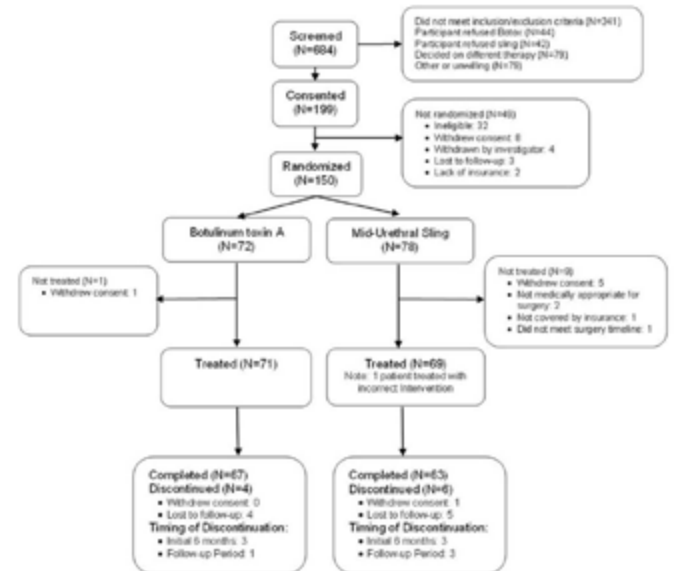 Screened
(N=684)
Did not meet inclusion/exclusion criteria (N=341)
Participant refused Botox (N=44)
Participant refused sling (N=42)
Decided on different therapy (N=79)
Other or unwilling (N=79)
Consented
(N=199)
Not randomized (N=49)
• Ineligible: 32
• Withdrew consent: 8
• Withdrawn by investigator: 4
• Lost to follow-up: 3
• Lack of insurance: 2
Randomized
(N=150)
Botulinum toxin A
(N=72)
Mid-Urethral Sling
(N=78)
Not treated (N=1)
• Withdrew consent: 1
Not treated (N=9)
• Withdrew consent: 5
• Not medically appropriate for
surgery: 2
• Not covered by insurance: 1
• Did not meet surgery timeline: 1
Treated (N=71)
Treated (N=69)
Note: 1 patient treated with
incorrect intervention
Completed (N=67)
Discontinued (N=4)
• Withdrew consent: 0
• Lost to follow-up: 4
Timing of Discontinuation:
• Initial 6 months: 3
• Follow-up Period: 1
Completed (N=63)
Discontinued (N=6)
• Withdrew consent: 1
• Lost to follow-up: 5
Timing of Discontinuation:
• Initial 6 months: 3
• Follow-up Period: 3